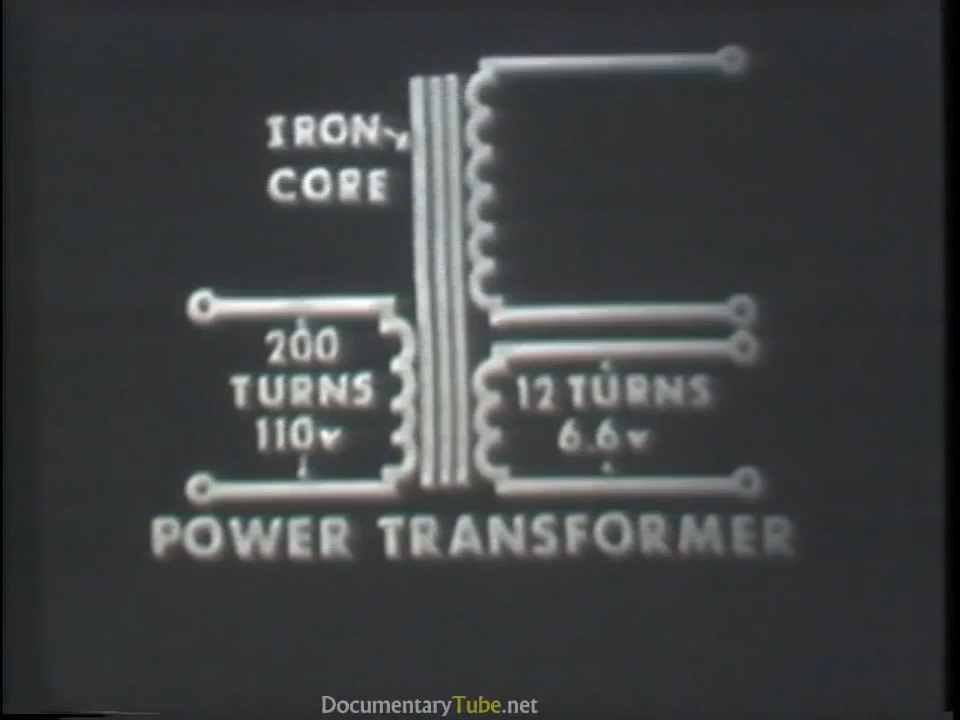 IRON
CORE
200
TURNS
110v
12 TURNS
6.6v
POWER TRANSFORMER
DocumentaryTube.net